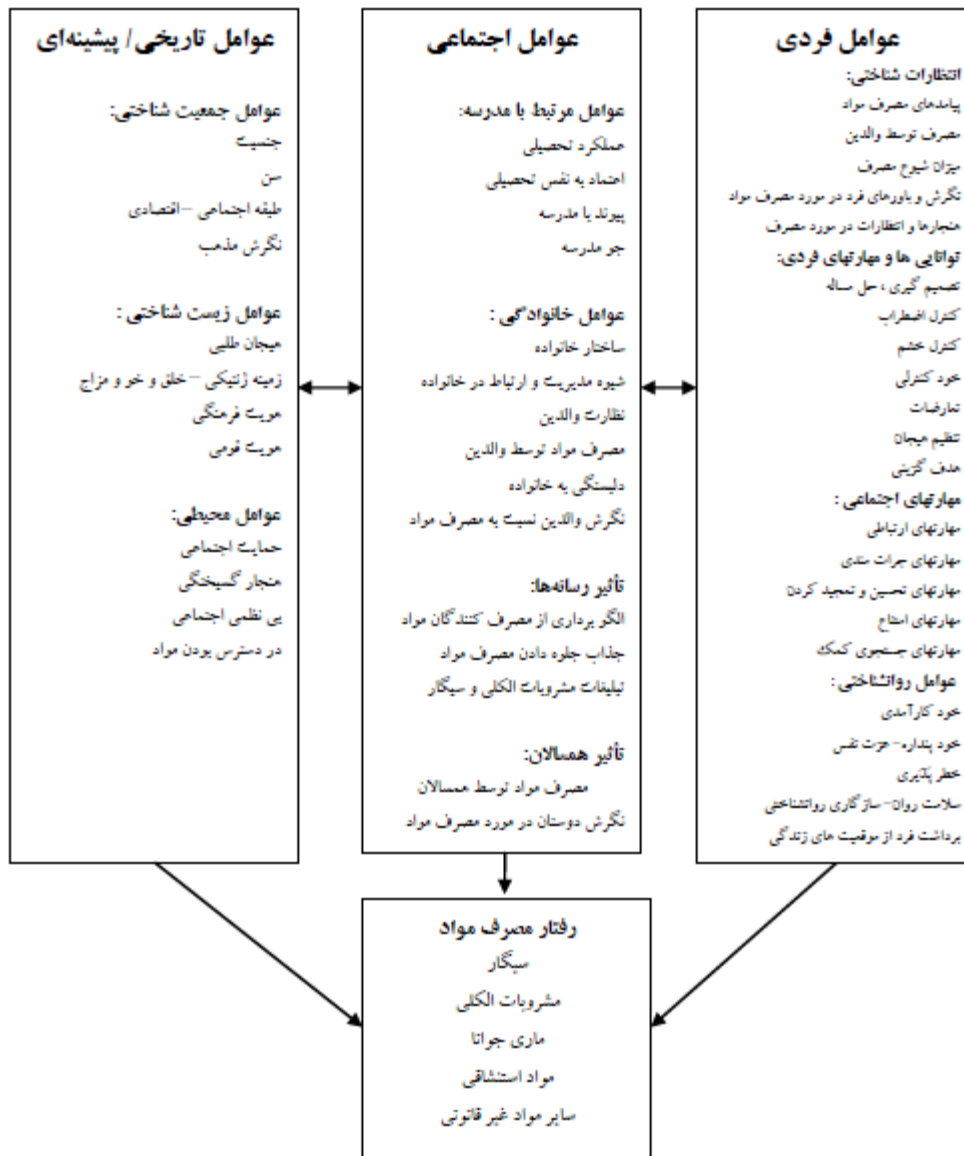 عوامل فردی
انتظارات شناختی:
پیامدهای مصرف مواد
مصرف توسط والدین
میزان شیوع مصرف
نگرش و باورهای فرد در مورد مصرف مواد
هنجارها و انتظارات در مورد مصرف
توانایی ها و مهارتهای فردی:
تصمیم گیری ، حل مساله
کنترل اضطراب
کنترل خشم
خود کنترلی
تعارضات
تنظیم هیجان
هدف گزینی
مهارتهای اجتماعی :
مهارتهای ارتباطی
مهارتهای جرات مندی
مهارتهای تحسین و تمجید کردن
مهارتهای امتناع
مهارتهای جستجوی کمک
عوامل روانشناختی :
خود کارآمدی
خود پنداره– عزت نفس
خطر پذیری
سلامت روان– سازگاری روانشناختی
برداشت فرد از موقعیت های زندگی
عوامل اجتماعی
عوامل مرتبط با مدرسه:
عملکرد تحصیلی
اعتماد به نفس تحصیلی
پیوند با مدرسه
جو مدرسه
عوامل خانوادگی :
ساختار خانواده
شیوه مدیریت و ارتباط در خانواده
نظارت والدین
مصرف مواد توسط والدین
دلبستگی به خانواده
نگرش والدین نسبت به مصرف مواد
تأثیر رسانه‌ها:
الگو برداری از مصرف کنندگان مواد
جذاب جلوه دادن مصرف مواد
تبلیغات مشروبات الکلی و سیگار
تأثیر همسالان:
مصرف مواد توسط همسالان
نگرش دوستان در مورد مصرف مواد
عوامل تاریخی/ پیشینه‌ای
عوامل جمعیت شناختی:
جنسیت
سن
طبقه اجتماعی – اقتصادی
نگرش مذهب
عوامل زیست شناختی :
هیجان طلبی
زمینه ژنتیکی – خلق و خو و مزاج
هویت فرهنگی
هویت قومی
عوامل محیطی:
حمایت اجتماعی
هنجار گسیختگی
بی نظمی اجتماعی
در دسترس بودن مواد
رفتار مصرف مواد
سیگار
مشروبات الکلی
ماری جوانا
مواد استنشاقی
سایر مواد غیر قانونی